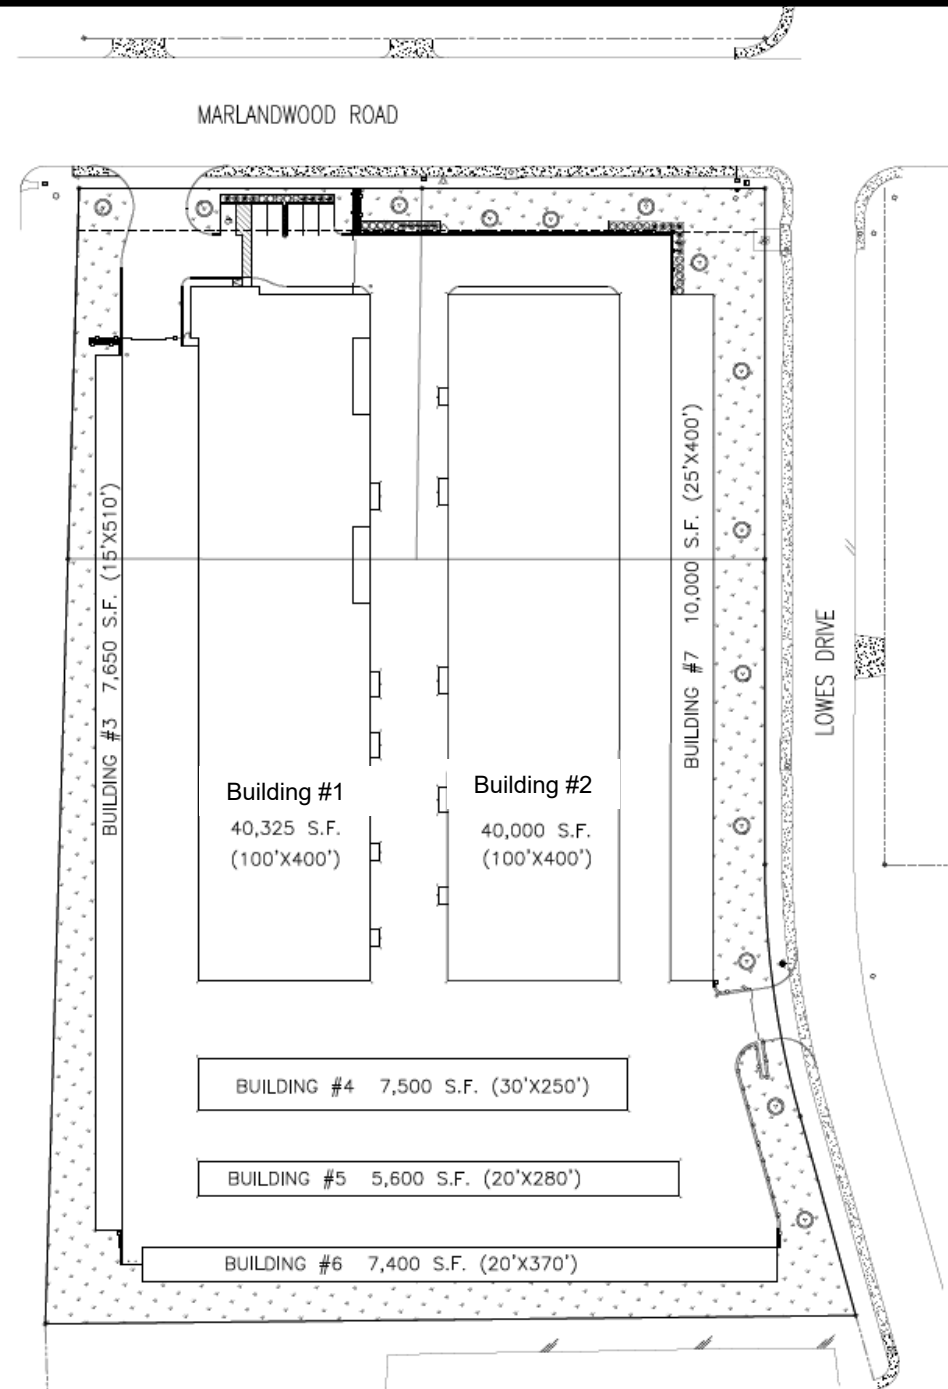 MARLANDWOOD ROAD
BUILDING #3 7,650 S.F. (15'X510')
Building #1
40,325 S.F.
(100'X400')
Building #2
40,000 S.F.
(100'X400')
BUILDING #7 10,000 S.F. (25'X400')
LOWES DRIVE
BUILDING #4 7,500 S.F. (30'X250')
BUILDING #5 5,600 S.F. (20'X280')
BUILDING #6 7,400 S.F. (20'X370')